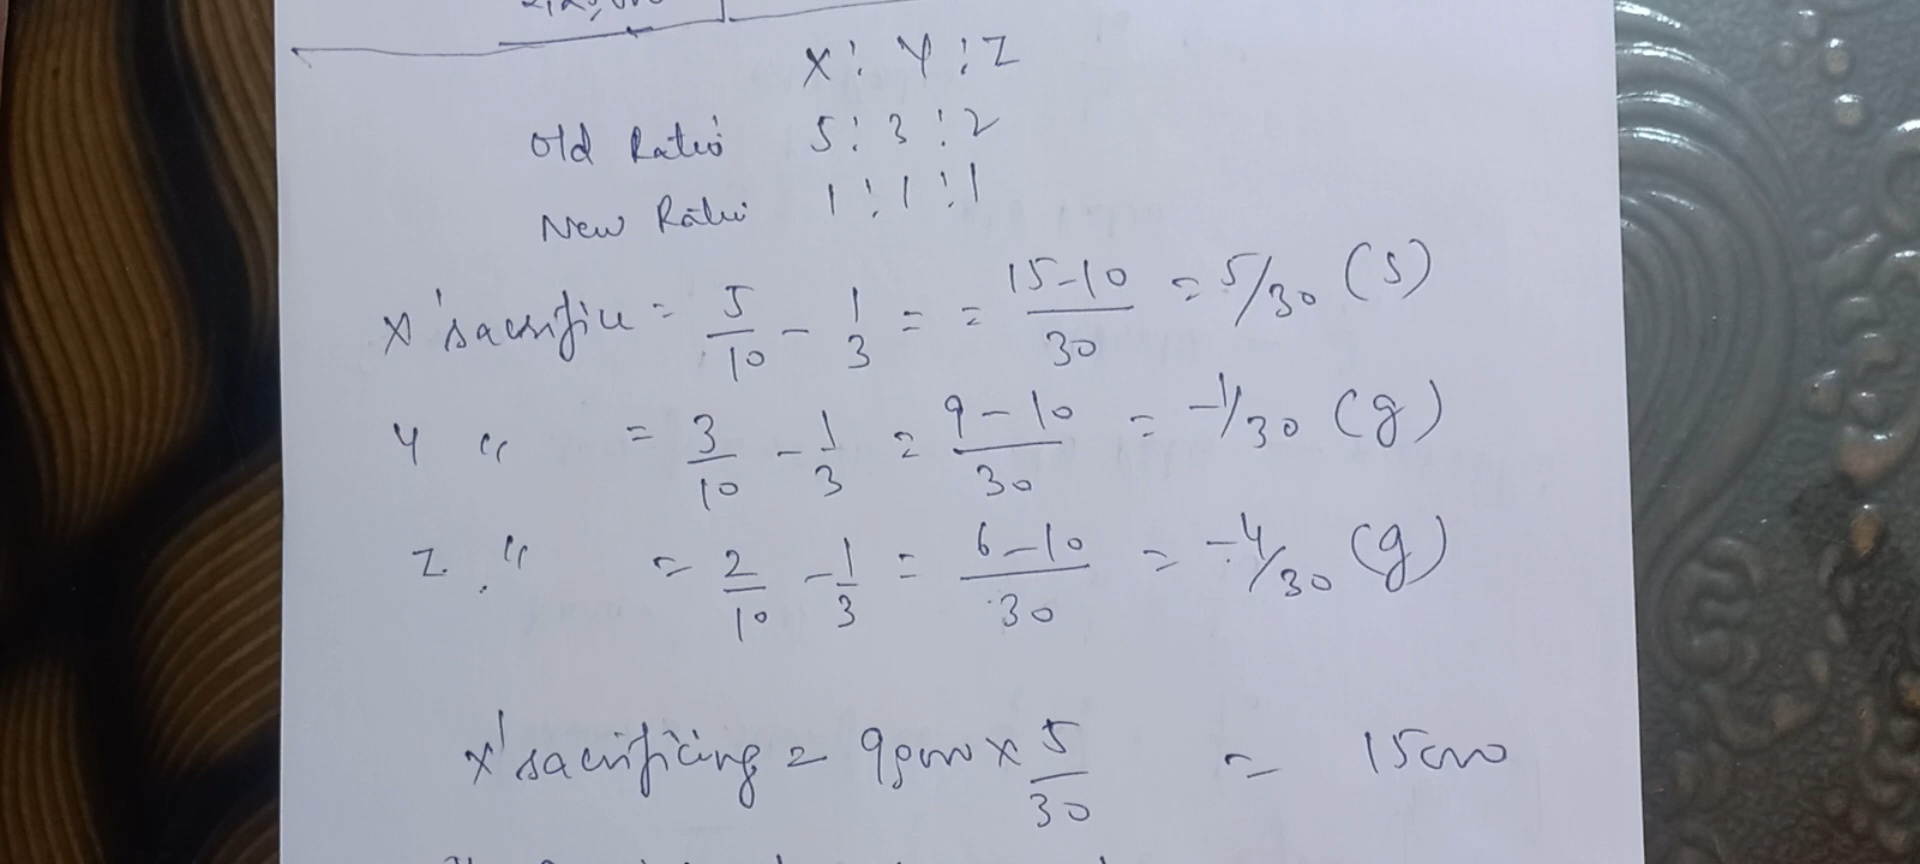 X : Y : Z
Old Ratio 5 : 3 : 2
New Ratio 1 : 1 : 1
X'sacrifice = 5/10 - 1/3 = = 15-10/30 = 5/30 (s)
Y " = 3/10 - 1/3 = 9-10/30 = -1/30 (g)
Z " = 2/10 - 1/3 = 6-10/30 = -4/30 (g)
X'sacrificing = 90000 x 5/30 = 15000